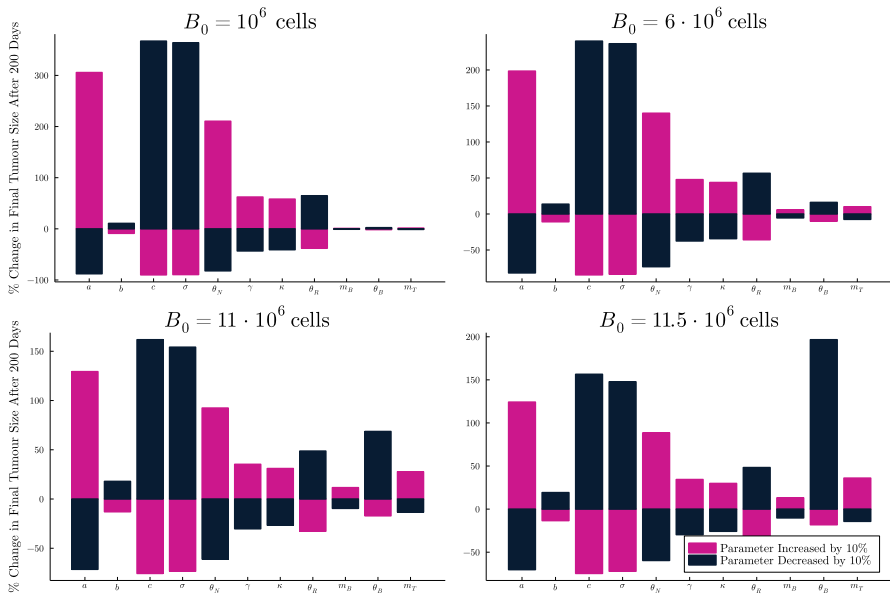 B₀ = 10⁶ cells
B₀ = 6 · 10⁶ cells
% Change in Final Tumour Size After 200 Days
300
200
100
0
−100
a b c σ θ_N γ κ θ_R m_B θ_B m_T
200
150
100
50
0
−50
a b c σ θ_N γ κ θ_R m_B θ_B m_T
B₀ = 11 · 10⁶ cells
B₀ = 11.5 · 10⁶ cells
% Change in Final Tumour Size After 200 Days
150
100
50
0
−50
a b c σ θ_N γ κ θ_R m_B θ_B m_T
200
150
100
50
0
−50
a b c σ θ_N γ κ θ_R m_B θ_B m_T
Parameter Increased by 10%
Parameter Decreased by 10%